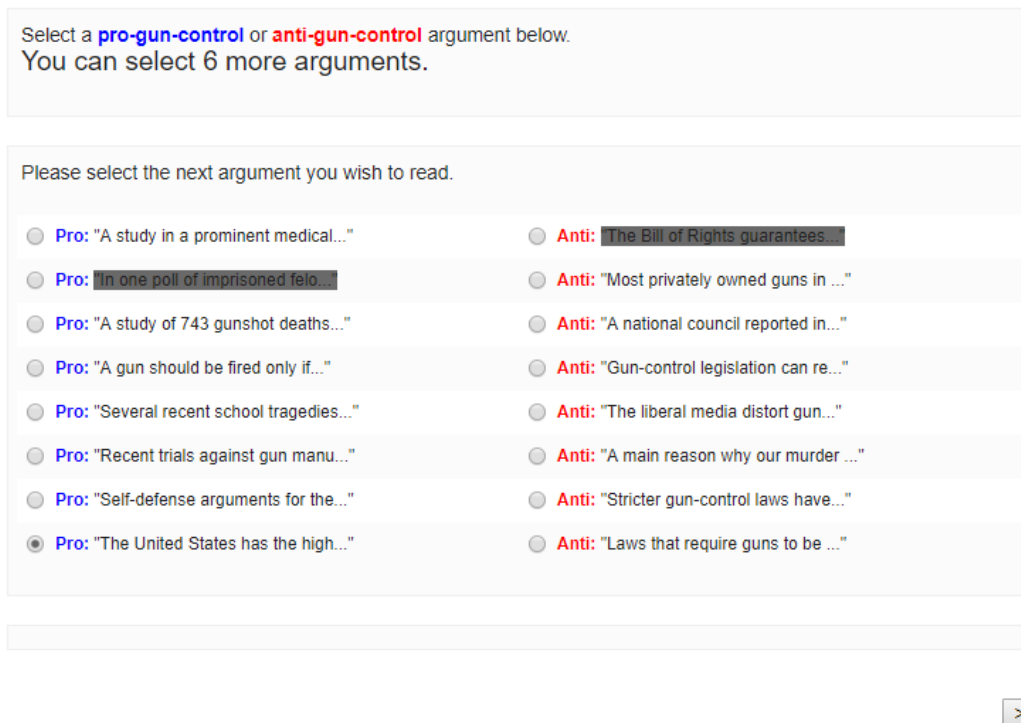 Select a pro-gun-control or anti-gun-control argument below.
You can select 6 more arguments.
Please select the next argument you wish to read.
Pro: "A study in a prominent medical..."
Anti: "The Bill of Rights guarantees..."
Pro: "In one poll of imprisoned felo..."
Anti: "Most privately owned guns in ..."
Pro: "A study of 743 gunshot deaths..."
Anti: "A national council reported in..."
Pro: "A gun should be fired only if..."
Anti: "Gun-control legislation can re..."
Pro: "Several recent school tragedies..."
Anti: "The liberal media distort gun..."
Pro: "Recent trials against gun manu..."
Anti: "A main reason why our murder ..."
Pro: "Self-defense arguments for the..."
Anti: "Stricter gun-control laws have..."
Pro: "The United States has the high..."
Anti: "Laws that require guns to be ..."
>